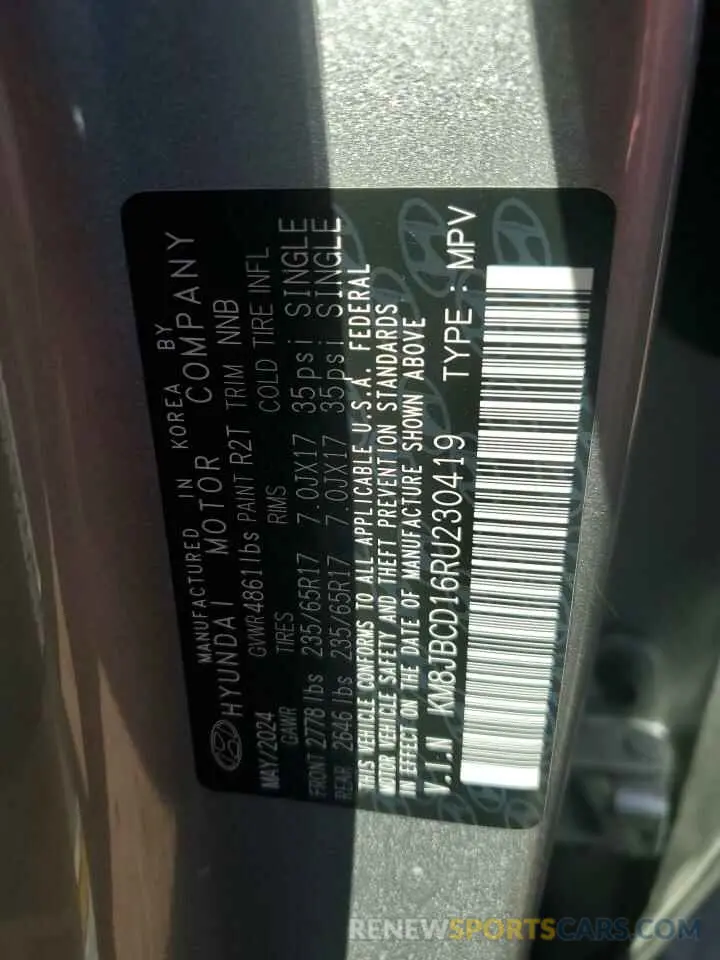 MANUFACTURED IN KOREA BY
HYUNDAI MOTOR COMPANY
MAY/2024 GVWR 4861 lbs PAINT R2T TRIM NNB
GAWR TIRES RIMS COLD TIRE INFL
FRONT 2778 lbs 235/65R17 7.0JX17 35psi SINGLE
REAR 2646 lbs 235/65R17 7.0JX17 35psi SINGLE
THIS VEHICLE CONFORMS TO ALL APPLICABLE U.S.A. FEDERAL
MOTOR VEHICLE SAFETY AND THEFT PREVENTION STANDARDS
IN EFFECT ON THE DATE OF MANUFACTURE SHOWN ABOVE
V.I.N KM8JBCD16RU230419 TYPE : MPV
RENEWSPORTSCARS.COM